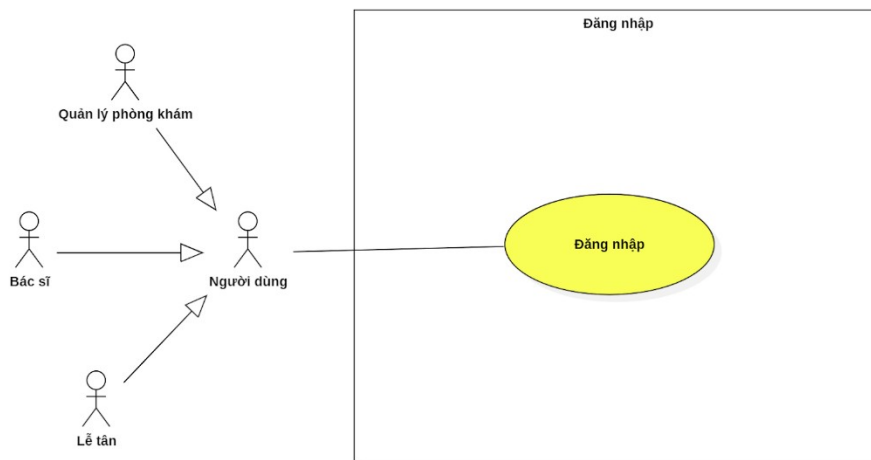 Đăng nhập
Quản lý phòng khám
Đăng nhập
Bác sĩ
Người dùng
Lễ tân